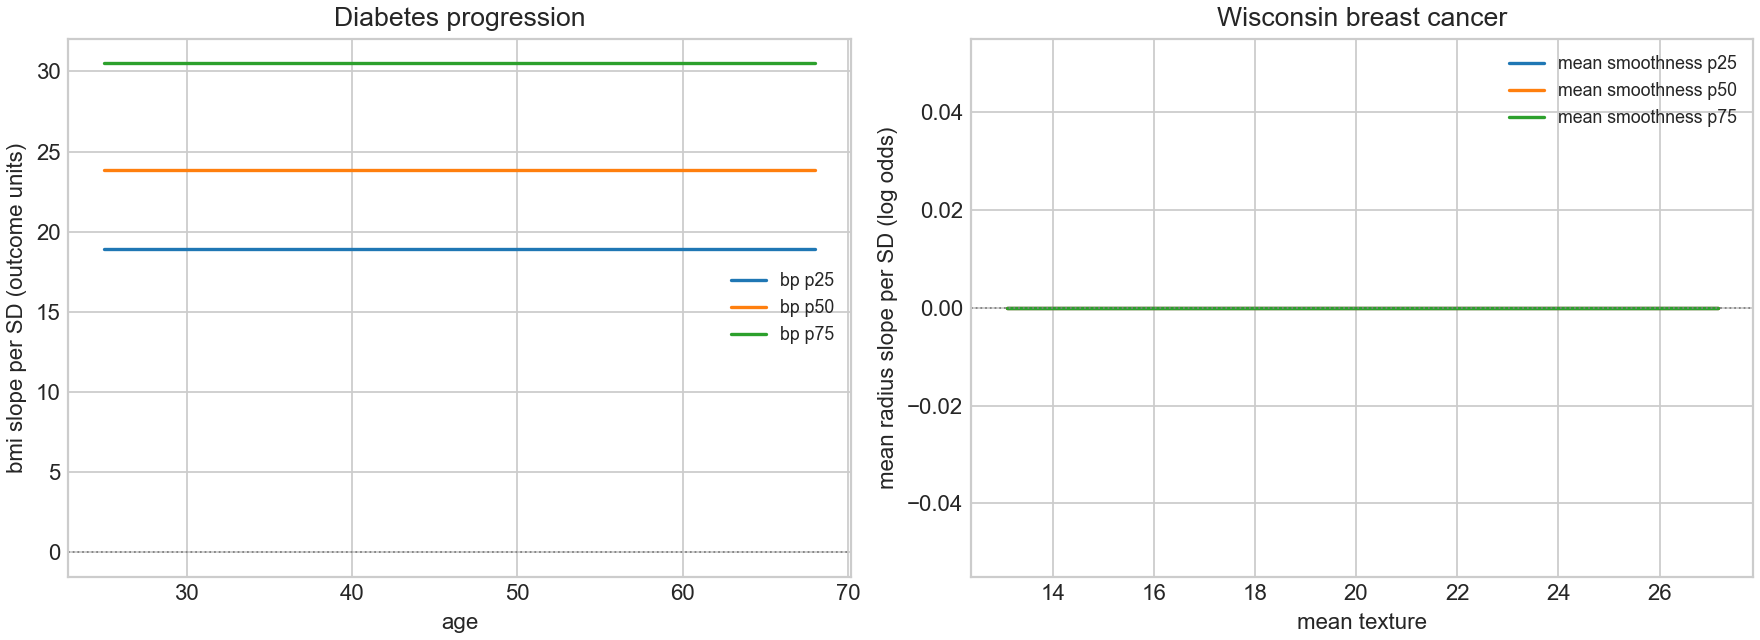 Diabetes progression
bmi slope per SD (outcome units)
30
25
20
15
10
5
0
bp p25
bp p50
bp p75
30
40
50
60
70
age
Wisconsin breast cancer
mean radius slope per SD (log odds)
0.04
0.02
0.00
−0.02
−0.04
mean smoothness p25
mean smoothness p50
mean smoothness p75
14
16
18
20
22
24
26
mean texture